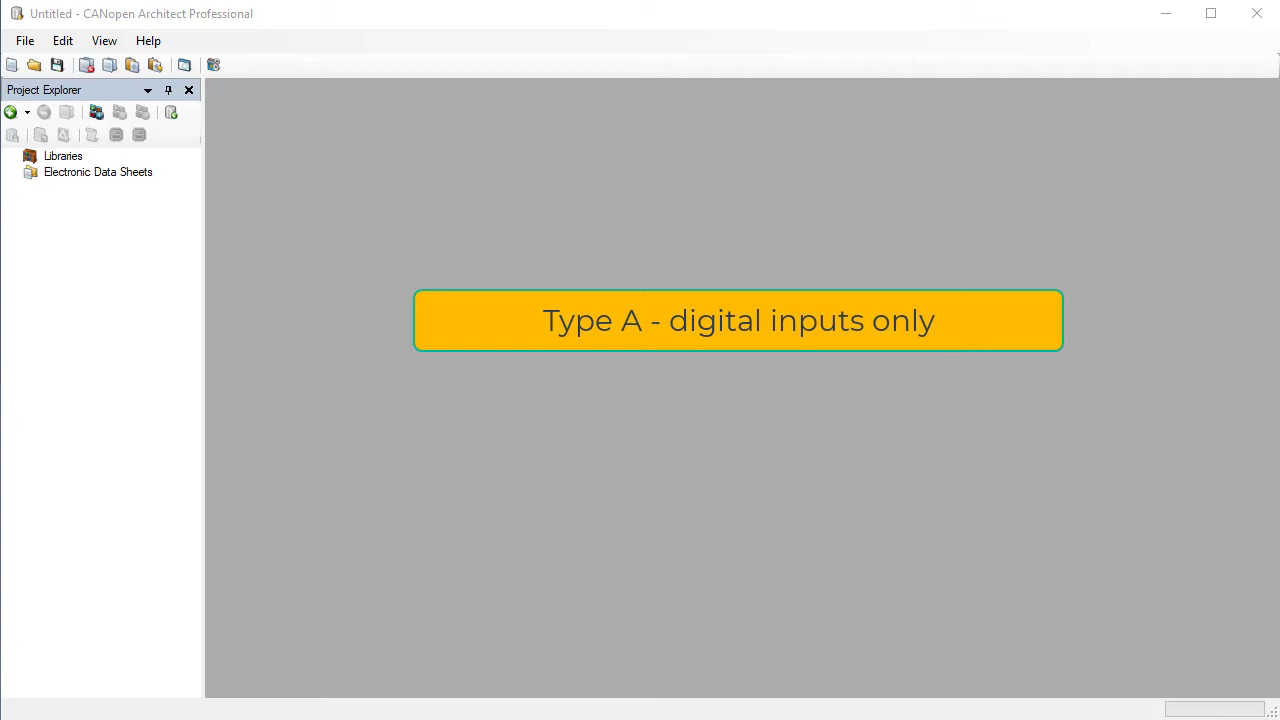 Untitled - CANopen Architect Professional
File Edit View Help
Project Explorer
Libraries
Electronic Data Sheets
Type A - digital inputs only